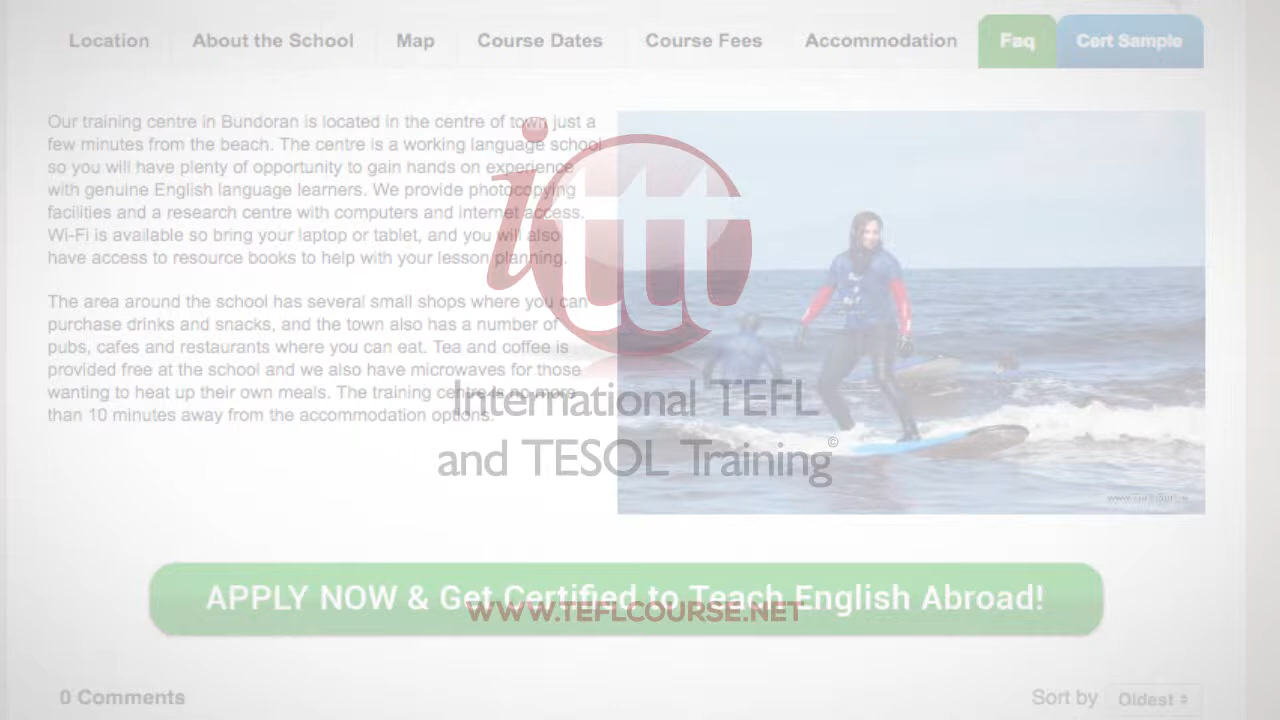 Location About the School Map Course Dates Course Fees Accommodation Faq Cert Sample
Our training centre in Bundoran is located in the centre of town just a
few minutes from the beach. The centre is a working language school
so you will have plenty of opportunity to gain hands on experience
with genuine English language learners. We provide photocopying
facilities and a research centre with computers and internet access.
Wi-Fi is available so bring your laptop or tablet, and you will also
have access to resource books to help with your lesson planning.
The area around the school has several small shops where you can
purchase drinks and snacks, and the town also has a number of
pubs, cafes and restaurants where you can eat. Tea and coffee is
provided free at the school and we also have microwaves for those
wanting to heat up their own meals. The training centre is no more
than 10 minutes away from the accommodation options.
ittt
International TEFL
and TESOL Training©
APPLY NOW & Get Certified to Teach English Abroad!
WWW.TEFLCOURSE.NET
0 Comments
Sort by Oldest